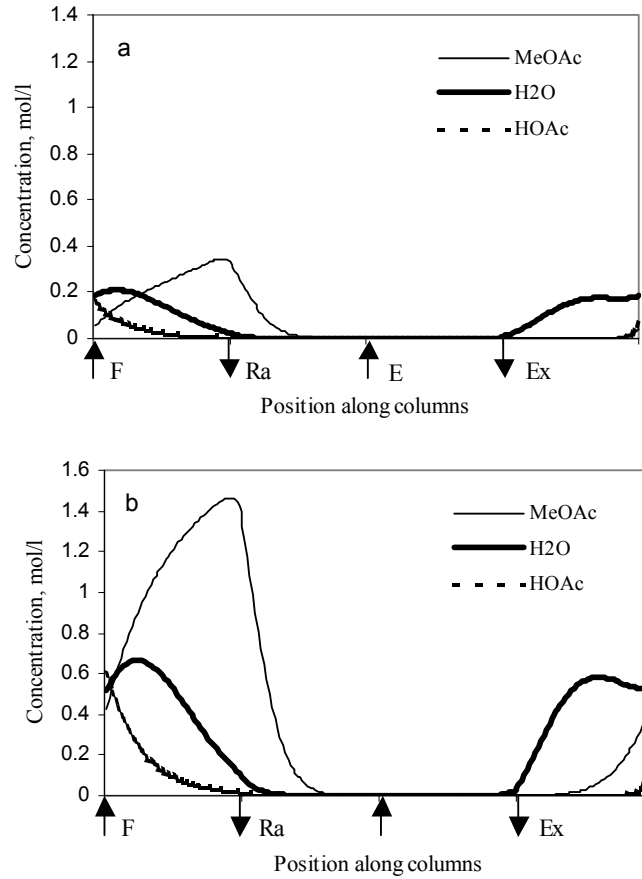 1.4
a
MeOAc
1.2
H2O
1
HOAc
0.8
0.6
0.4
0.2
0
Concentration, mol/l
F Ra E Ex
Position along columns
1.6
b
1.4
MeOAc
1.2
H2O
1
HOAc
0.8
0.6
0.4
0.2
0
Concentration, mol/l
F Ra Ex
Position along columns